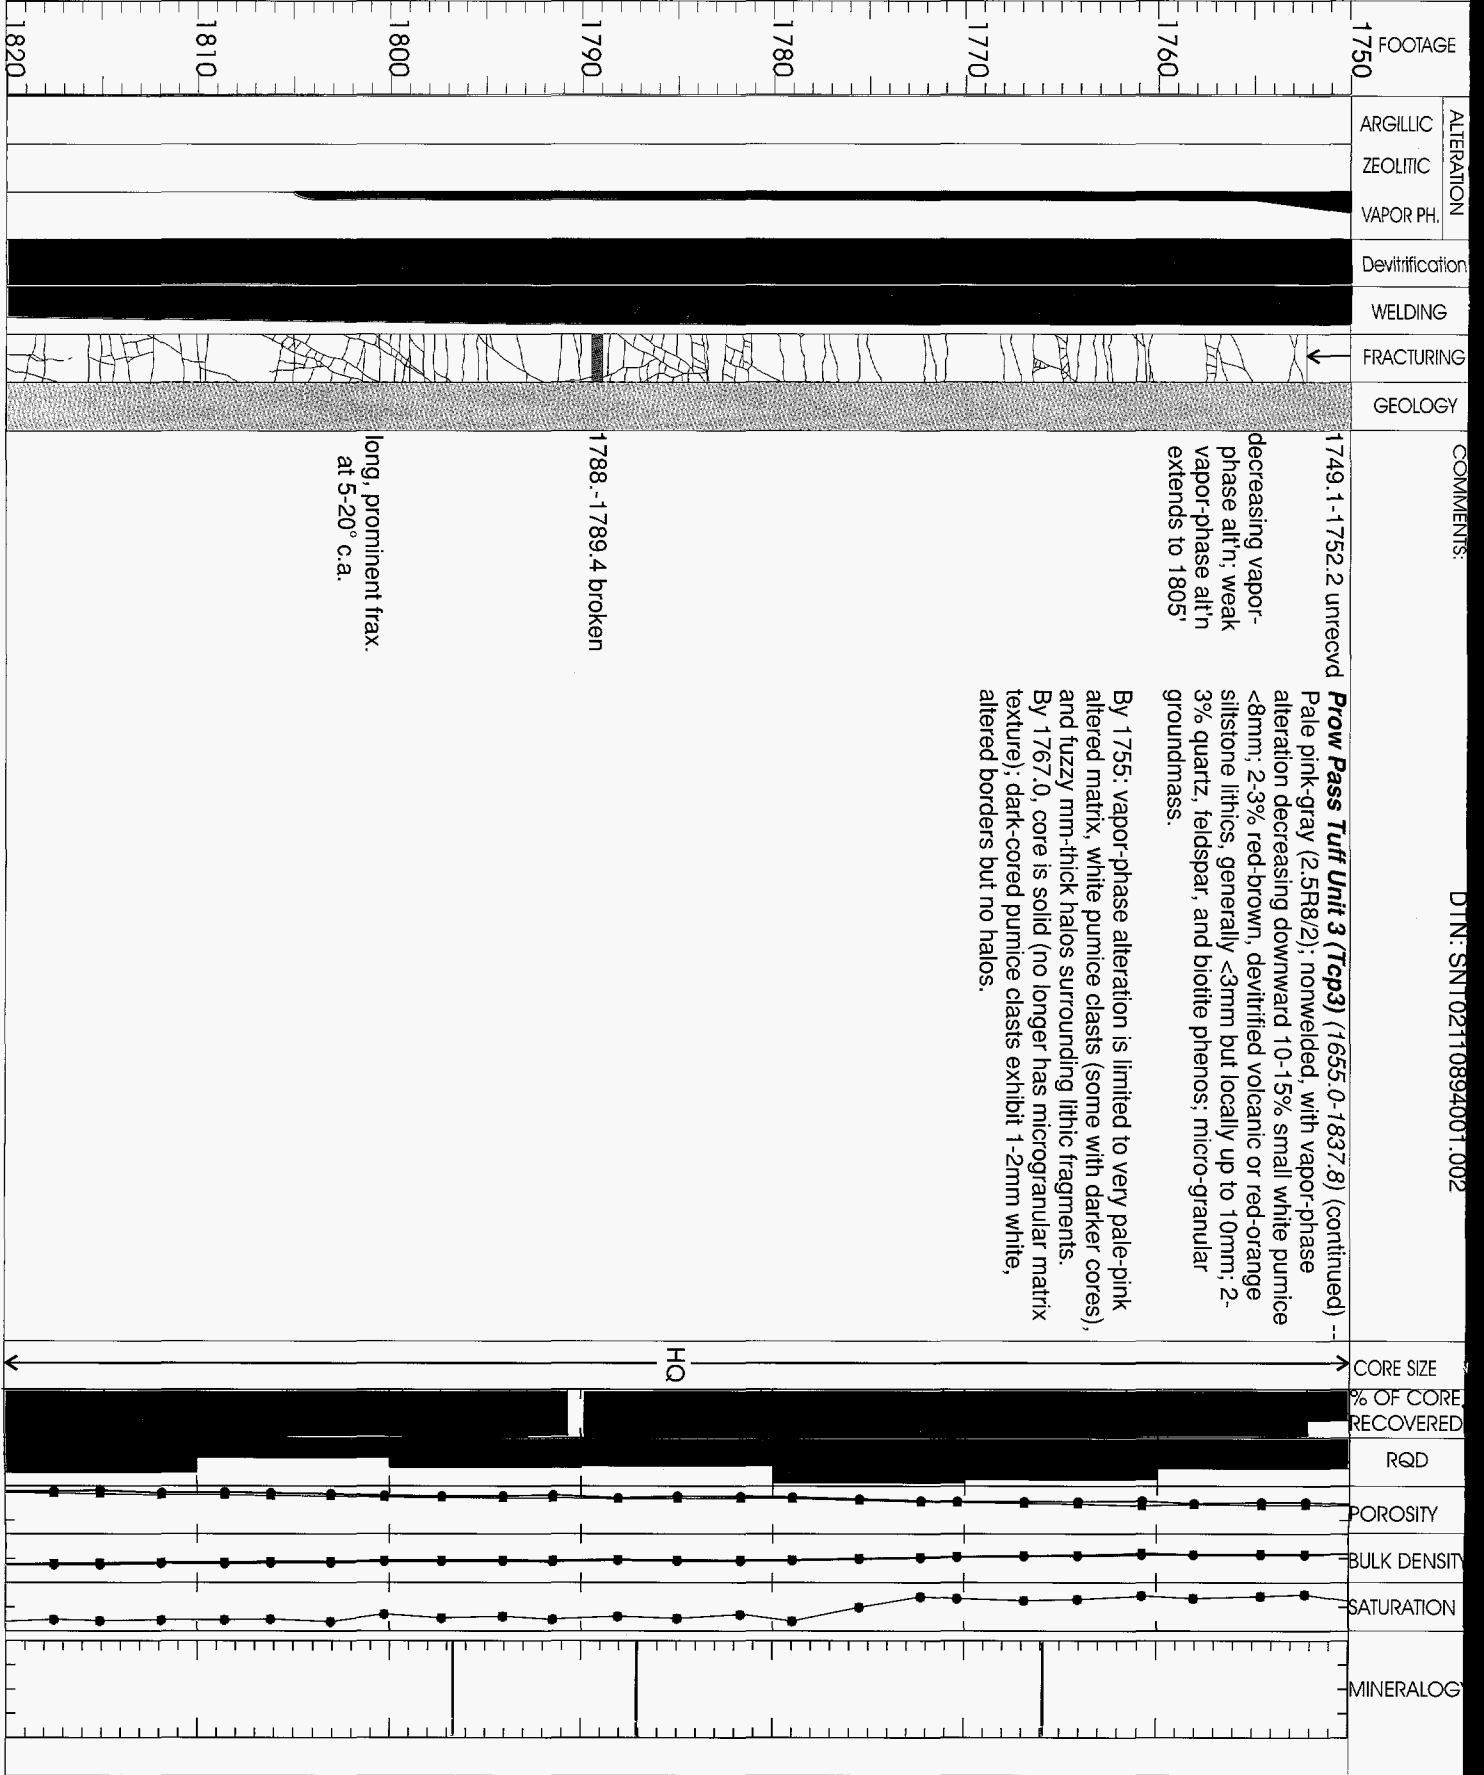 DTN: SNT02110894001.002
FOOTAGE
ALTERATION
ARGILLIC
ZEOLITIC
VAPOR PH.
Devitrification
WELDING
FRACTURING
GEOLOGY
COMMENTS:
CORE SIZE
% OF CORE
RECOVERED
RQD
POROSITY
BULK DENSITY
SATURATION
MINERALOGY
1750
1760
1770
1780
1790
1800
1810
1820
1749.1-1752.2 unrecvd
decreasing vapor-
phase alt'n; weak
vapor-phase alt'n
extends to 1805'
1788.-1789.4 broken
long, prominent frax.
at 5-20° c.a.
Prow Pass Tuff Unit 3 (Tcp3) (1655.0-1837.8) (continued) --
Pale pink-gray (2.5R8/2); nonwelded, with vapor-phase
alteration decreasing downward 10-15% small white pumice
<8mm; 2-3% red-brown, devitrified volcanic or red-orange
siltstone lithics, generally <3mm but locally up to 10mm; 2-
3% quartz, feldspar, and biotite phenos; micro-granular
groundmass.
By 1755: vapor-phase alteration is limited to very pale-pink
altered matrix, white pumice clasts (some with darker cores),
and fuzzy mm-thick halos surrounding lithic fragments.
By 1767.0, core is solid (no longer has microgranular matrix
texture); dark-cored pumice clasts exhibit 1-2mm white,
altered borders but no halos.
HQ